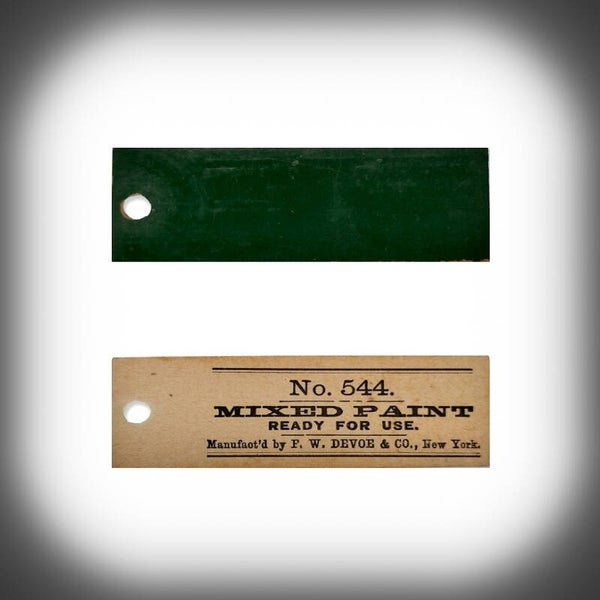 No. 544.
MIXED PAINT
READY FOR USE.
Manufact'd by F. W. DEVOE & CO., New York.